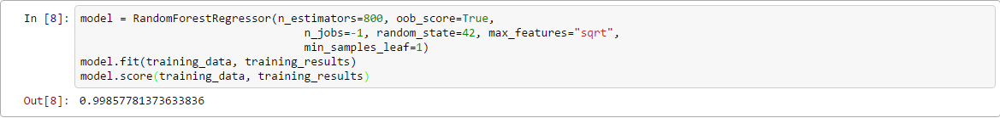 In [8]: model = RandomForestRegressor(n_estimators=800, oob_score=True,
n_jobs=-1, random_state=42, max_features="sqrt",
min_samples_leaf=1)
model.fit(training_data, training_results)
model.score(training_data, training_results)
Out[8]: 0.99857781373633836